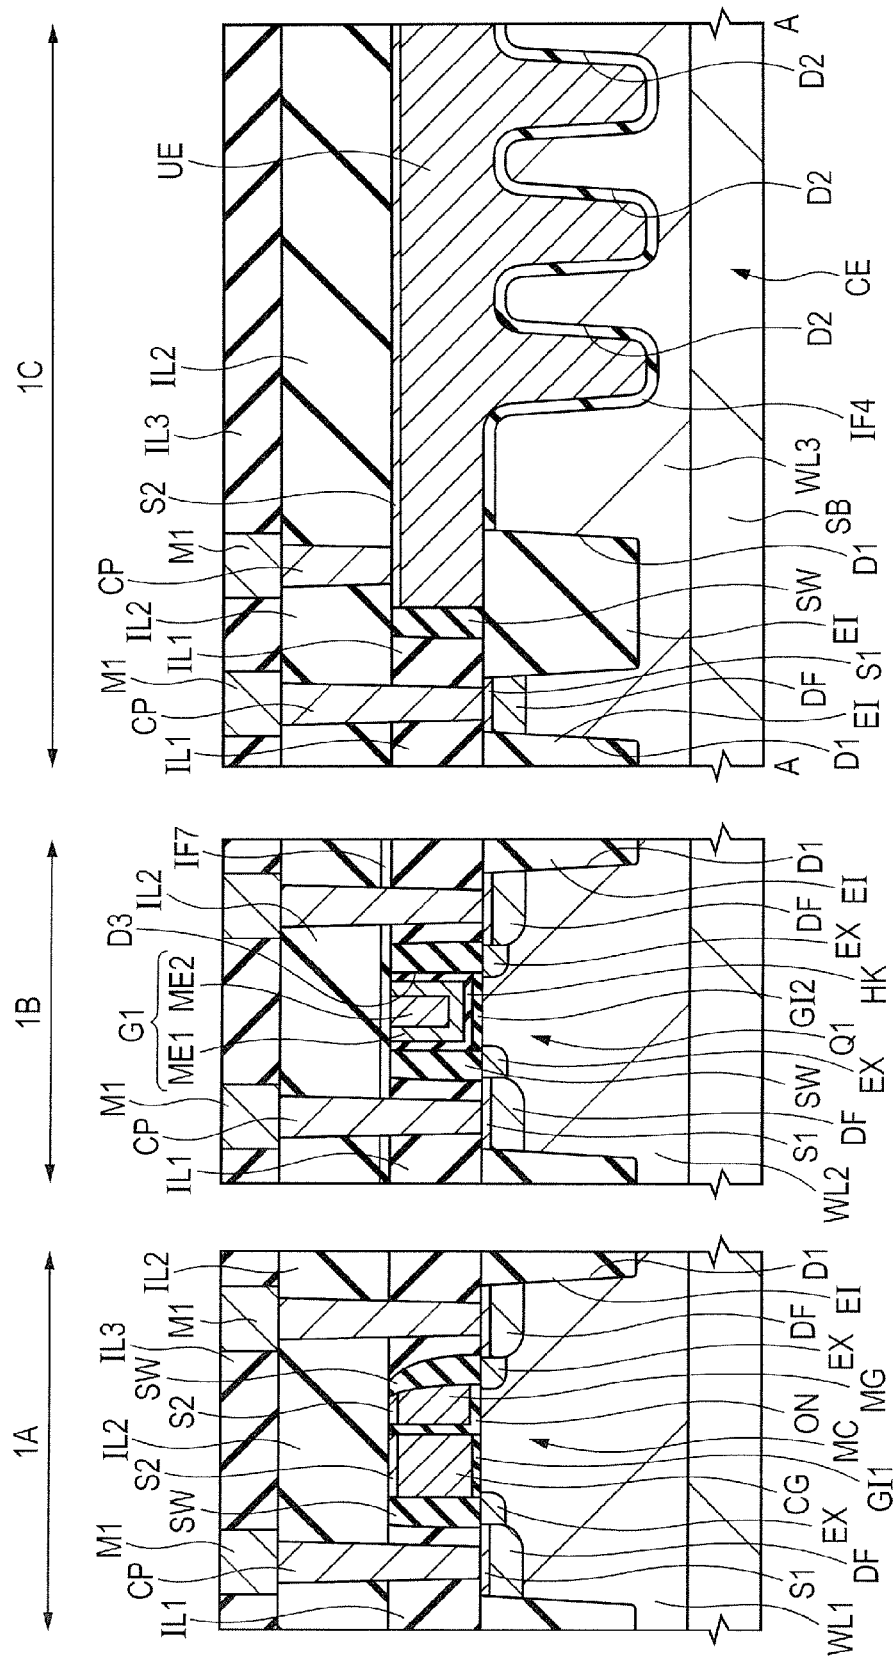 1A
M1
CP
IL1
SW
S2
IL2
S2
SW
IL3
M1
IL2
WL1
S1
DF
EX
CG
GI1
MC
ON
MG
EX
DF
EI
D1
1B
G1
M1
CP
IL1
ME1
ME2
D3
IL2
IF7
WL2
S1
DF
SW
EX
Q1
GI2
HK
EX
DF
EI
D1
1C
M1
CP
IL1
IL1
IL2
CP
M1
S2
IL3
IL2
UE
A
D1
EI
DF
S1
EI
SW
D1
SB
WL3
IF4
D2
CE
D2
D2
A